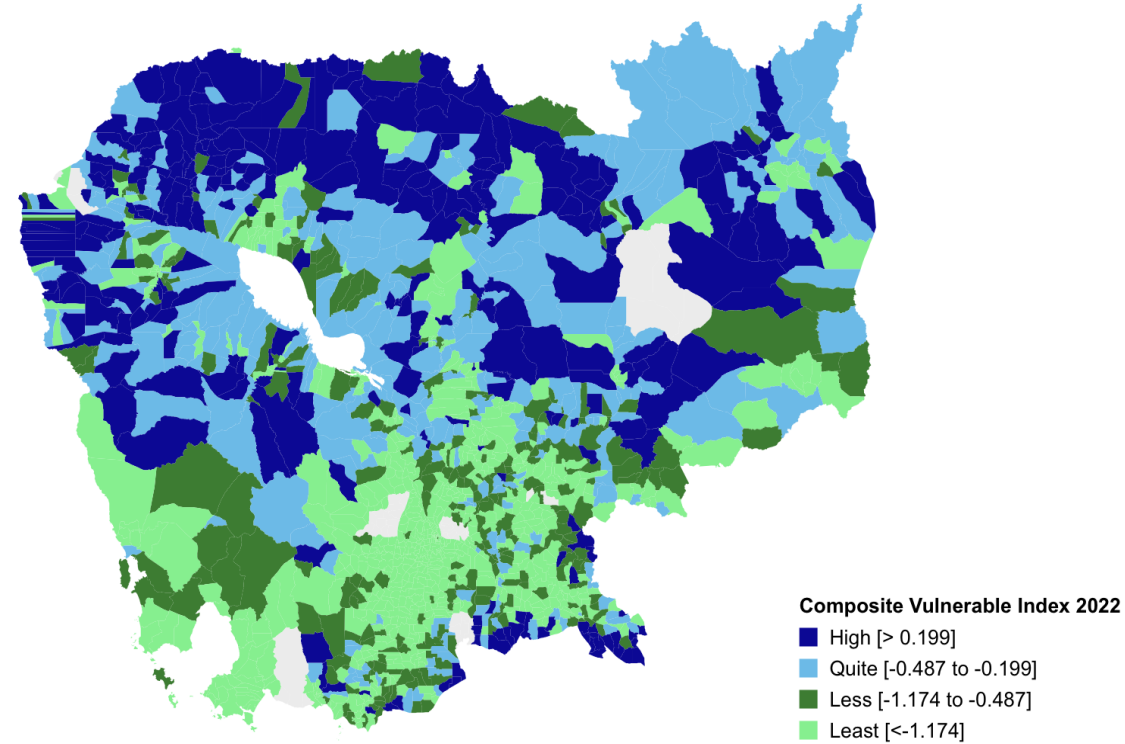 Composite Vulnerable Index 2022
High [> 0.199]
Quite [-0.487 to -0.199]
Less [-1.174 to -0.487]
Least [<-1.174]